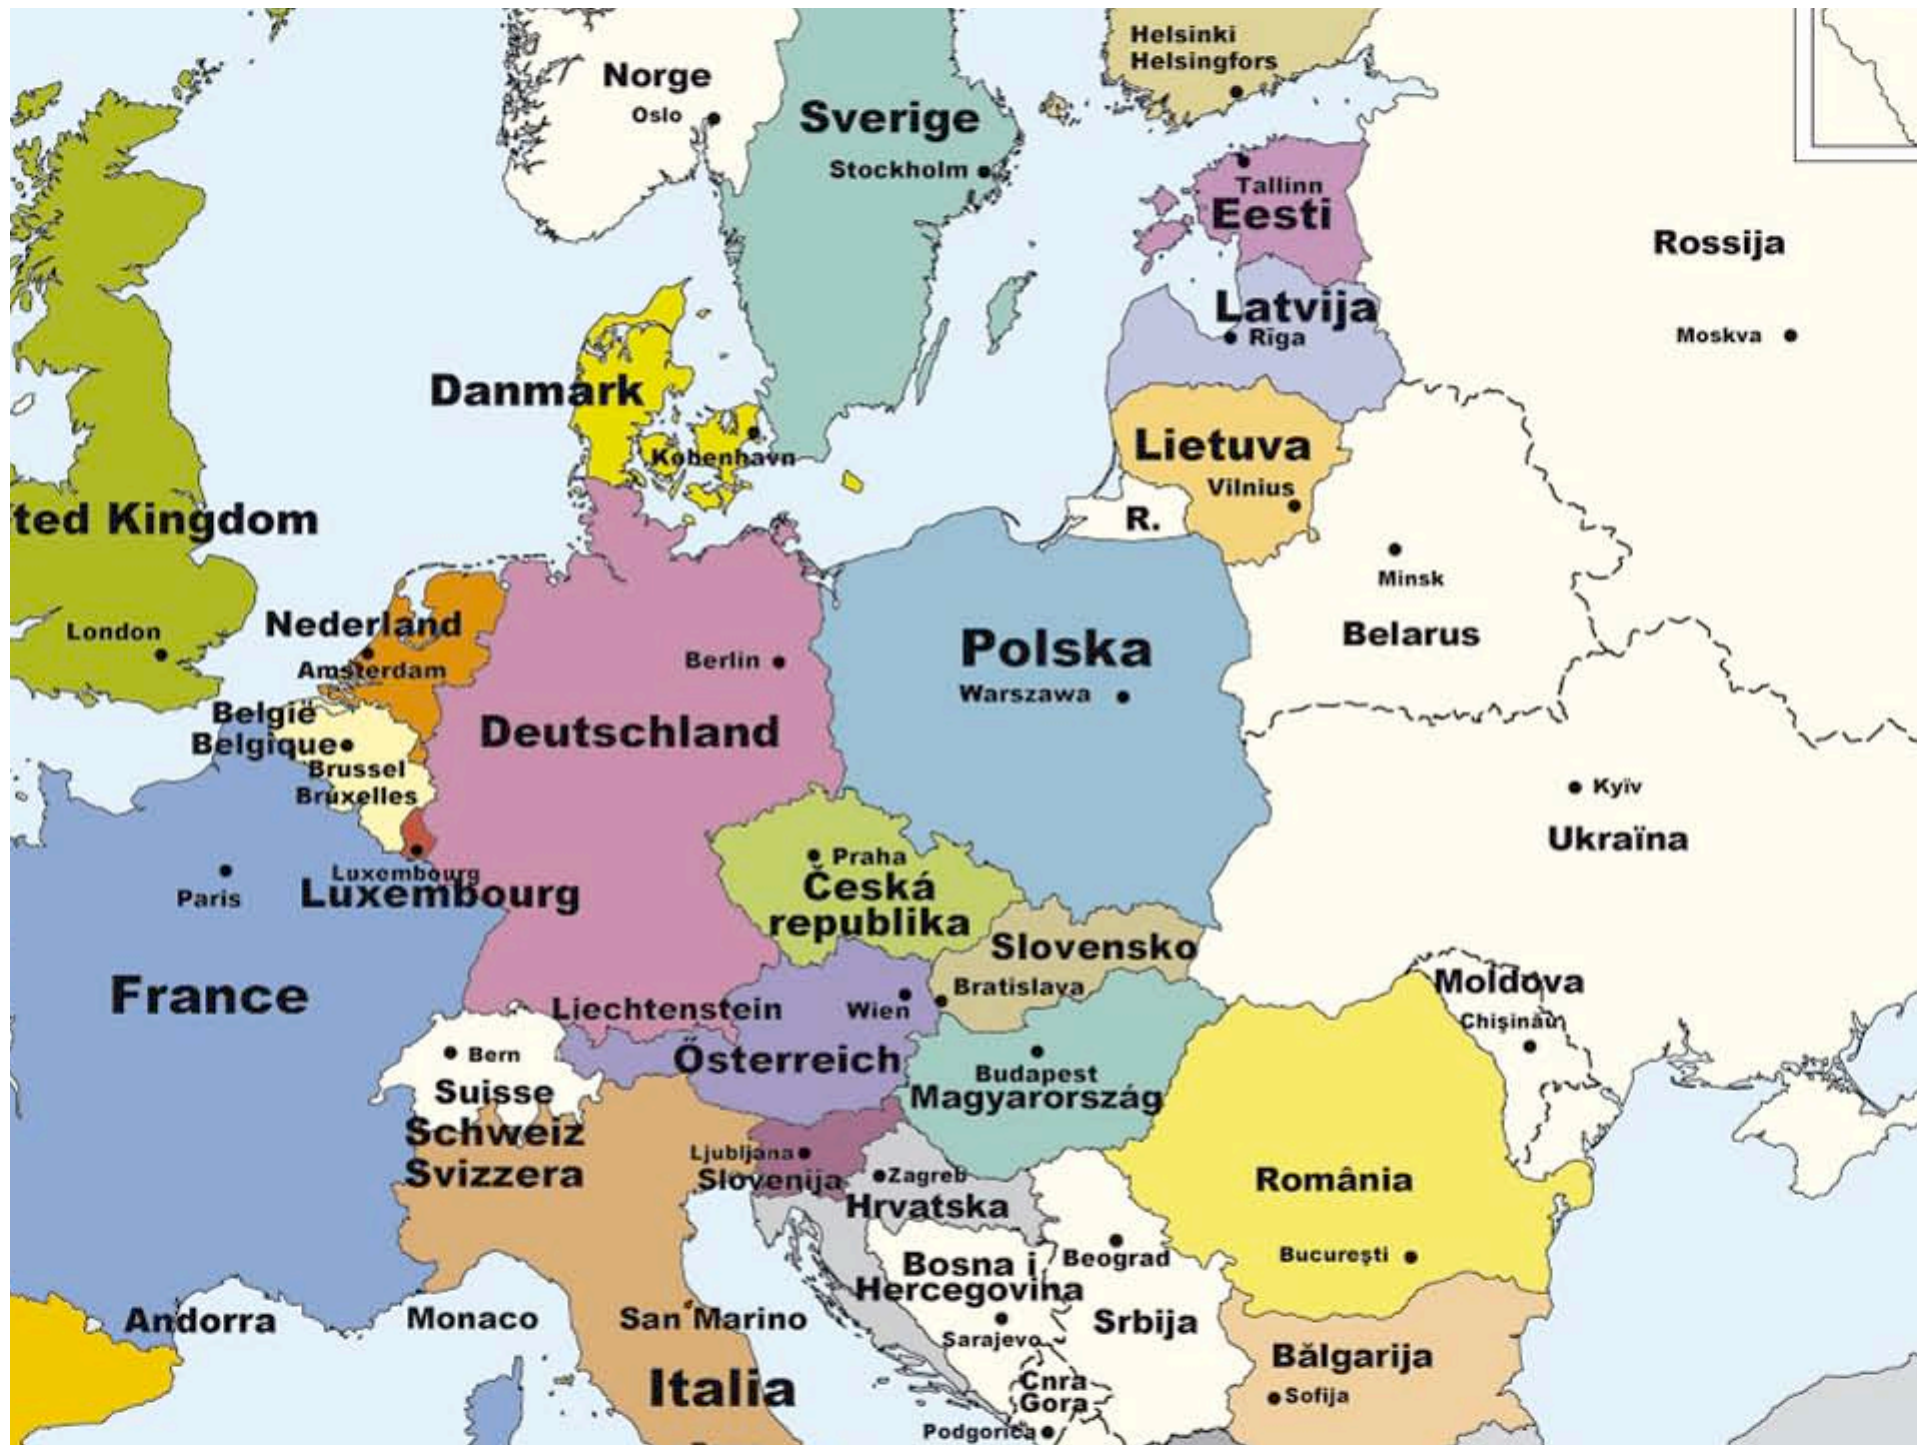 Helsinki
Helsingfors
Norge
Oslo
Sverige
Stockholm
Tallinn
Eesti
Rossija
Latvija
Rīga
Moskva
Danmark
København
Lietuva
Vilnius
R.
ted Kingdom
Minsk
Belarus
London
Nederland
Amsterdam
Berlin
Polska
Warszawa
België
Belgique
Brussel
Bruxelles
Deutschland
Kyïv
Ukraïna
Praha
Česká
republika
Luxembourg
Luxembourg
Paris
France
Slovensko
Bratislava
Moldova
Chişinău
Liechtenstein
Wien
Bern
Suisse
Schweiz
Svizzera
Ősterreich
Budapest
Magyarország
Ljubljana
Slovenija
Zagreb
Hrvatska
România
Bucureşti
Bosna i
Hercegovina
Sarajevo
Beograd
Srbija
Andorra
Monaco
San Marino
Italia
Bălgarija
Sofija
Cnra
Gora
Podgorica